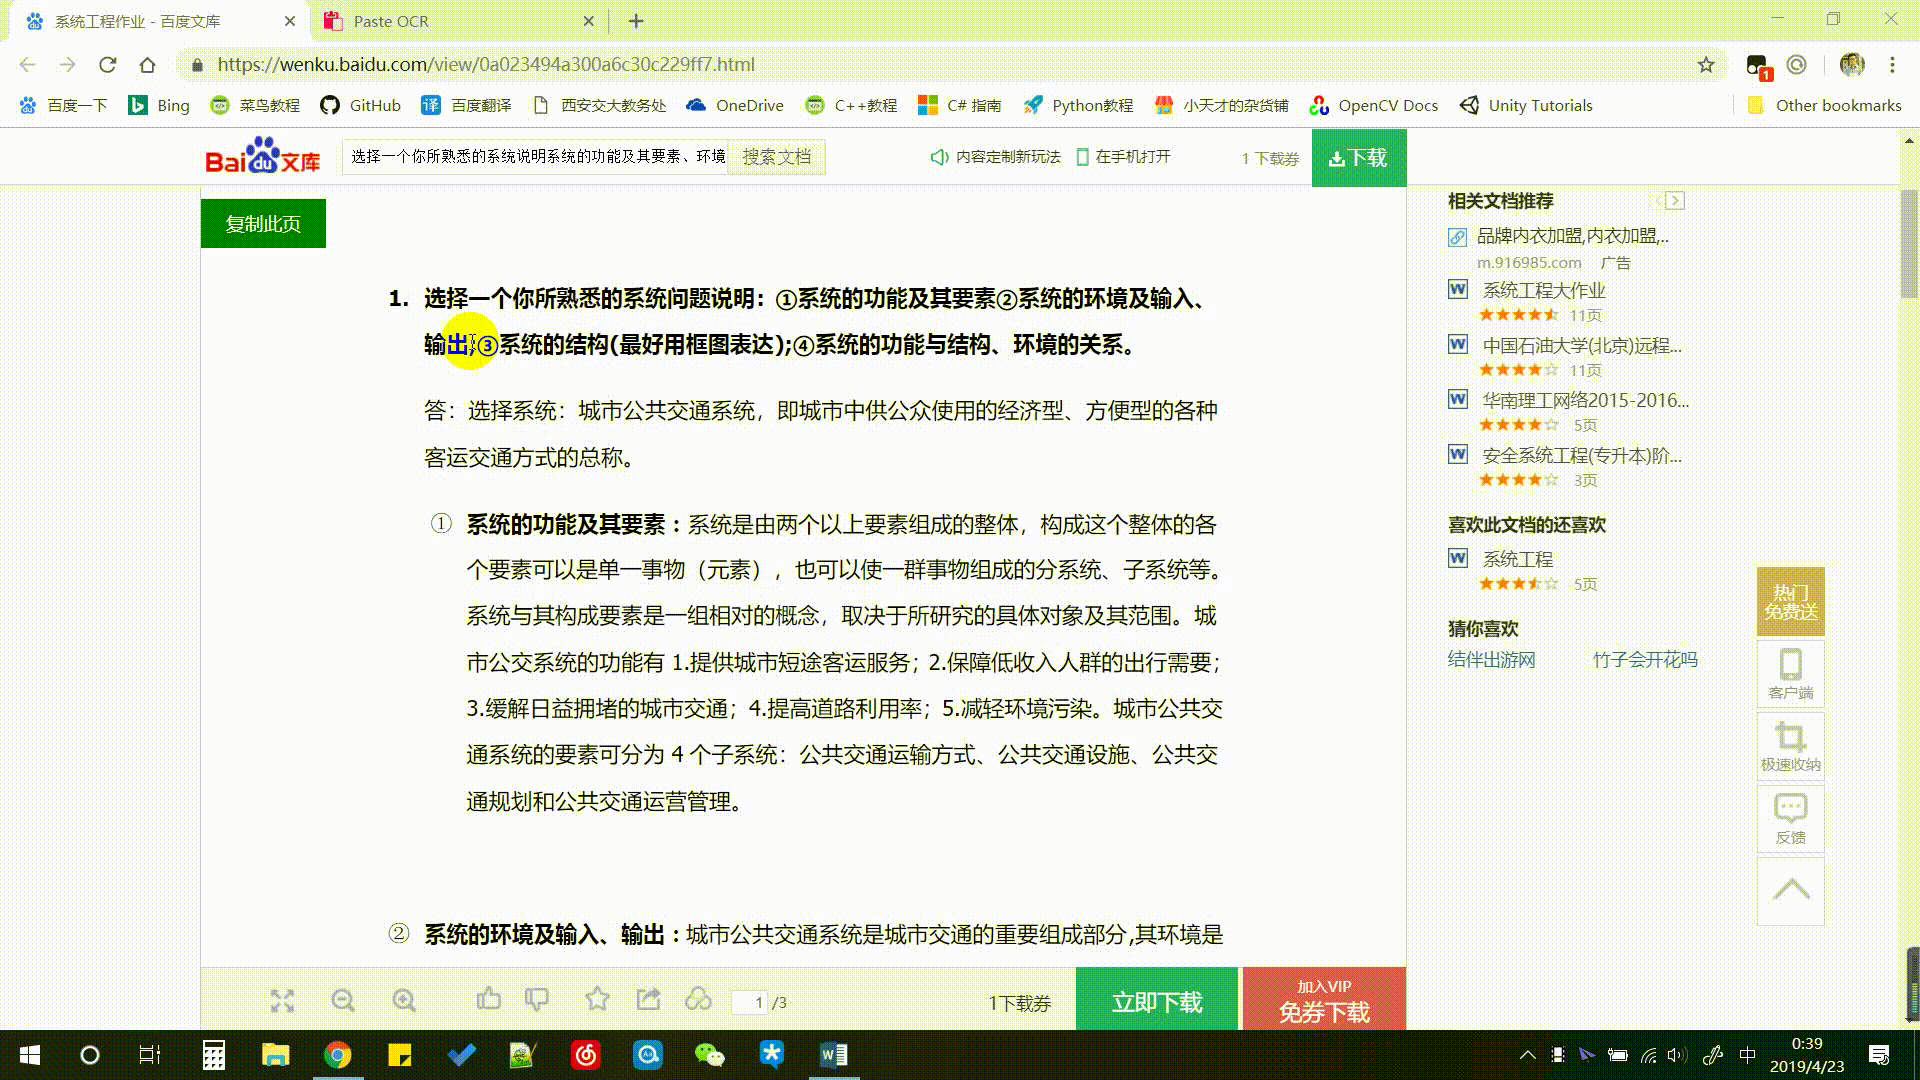 系统工程作业 - 百度文库
Paste OCR
https://wenku.baidu.com/view/0a023494a300a6c30c229ff7.html
1
百度一下
Bing
菜鸟教程
GitHub
译 百度翻译
西安交大教务处
OneDrive
C++教程
C# 指南
Python教程
小天才的杂货铺
OpenCV Docs
Unity Tutorials
Other bookmarks
Bai du 文库
选择一个你所熟悉的系统说明系统的功能及其要素、环境
搜索文档
内容定制新玩法
在手机打开
1 下载券
下载
复制此页
1. 选择一个你所熟悉的系统问题说明：①系统的功能及其要素②系统的环境及输入、
输出;③系统的结构(最好用框图表达);④系统的功能与结构、环境的关系。
答：选择系统：城市公共交通系统，即城市中供公众使用的经济型、方便型的各种
客运交通方式的总称。
① 系统的功能及其要素：系统是由两个以上要素组成的整体，构成这个整体的各
个要素可以是单一事物（元素），也可以使一群事物组成的分系统、子系统等。
系统与其构成要素是一组相对的概念，取决于所研究的具体对象及其范围。城
市公交系统的功能有 1.提供城市短途客运服务；2.保障低收入人群的出行需要；
3.缓解日益拥堵的城市交通；4.提高道路利用率；5.减轻环境污染。城市公共交
通系统的要素可分为 4 个子系统：公共交通运输方式、公共交通设施、公共交
通规划和公共交通运营管理。
② 系统的环境及输入、输出：城市公共交通系统是城市交通的重要组成部分,其环境是
1 /3
1下载券
立即下载
加入VIP
免券下载
相关文档推荐
品牌内衣加盟,内衣加盟,..
m.916985.com 广告
系统工程大作业
11页
中国石油大学(北京)远程...
11页
华南理工网络2015-2016...
5页
安全系统工程(专升本)阶...
3页
喜欢此文档的还喜欢
系统工程
5页
猜你喜欢
结伴出游网 竹子会开花吗
热门
免费送
客户端
极速收纳
反馈
中
0:39
2019/4/23